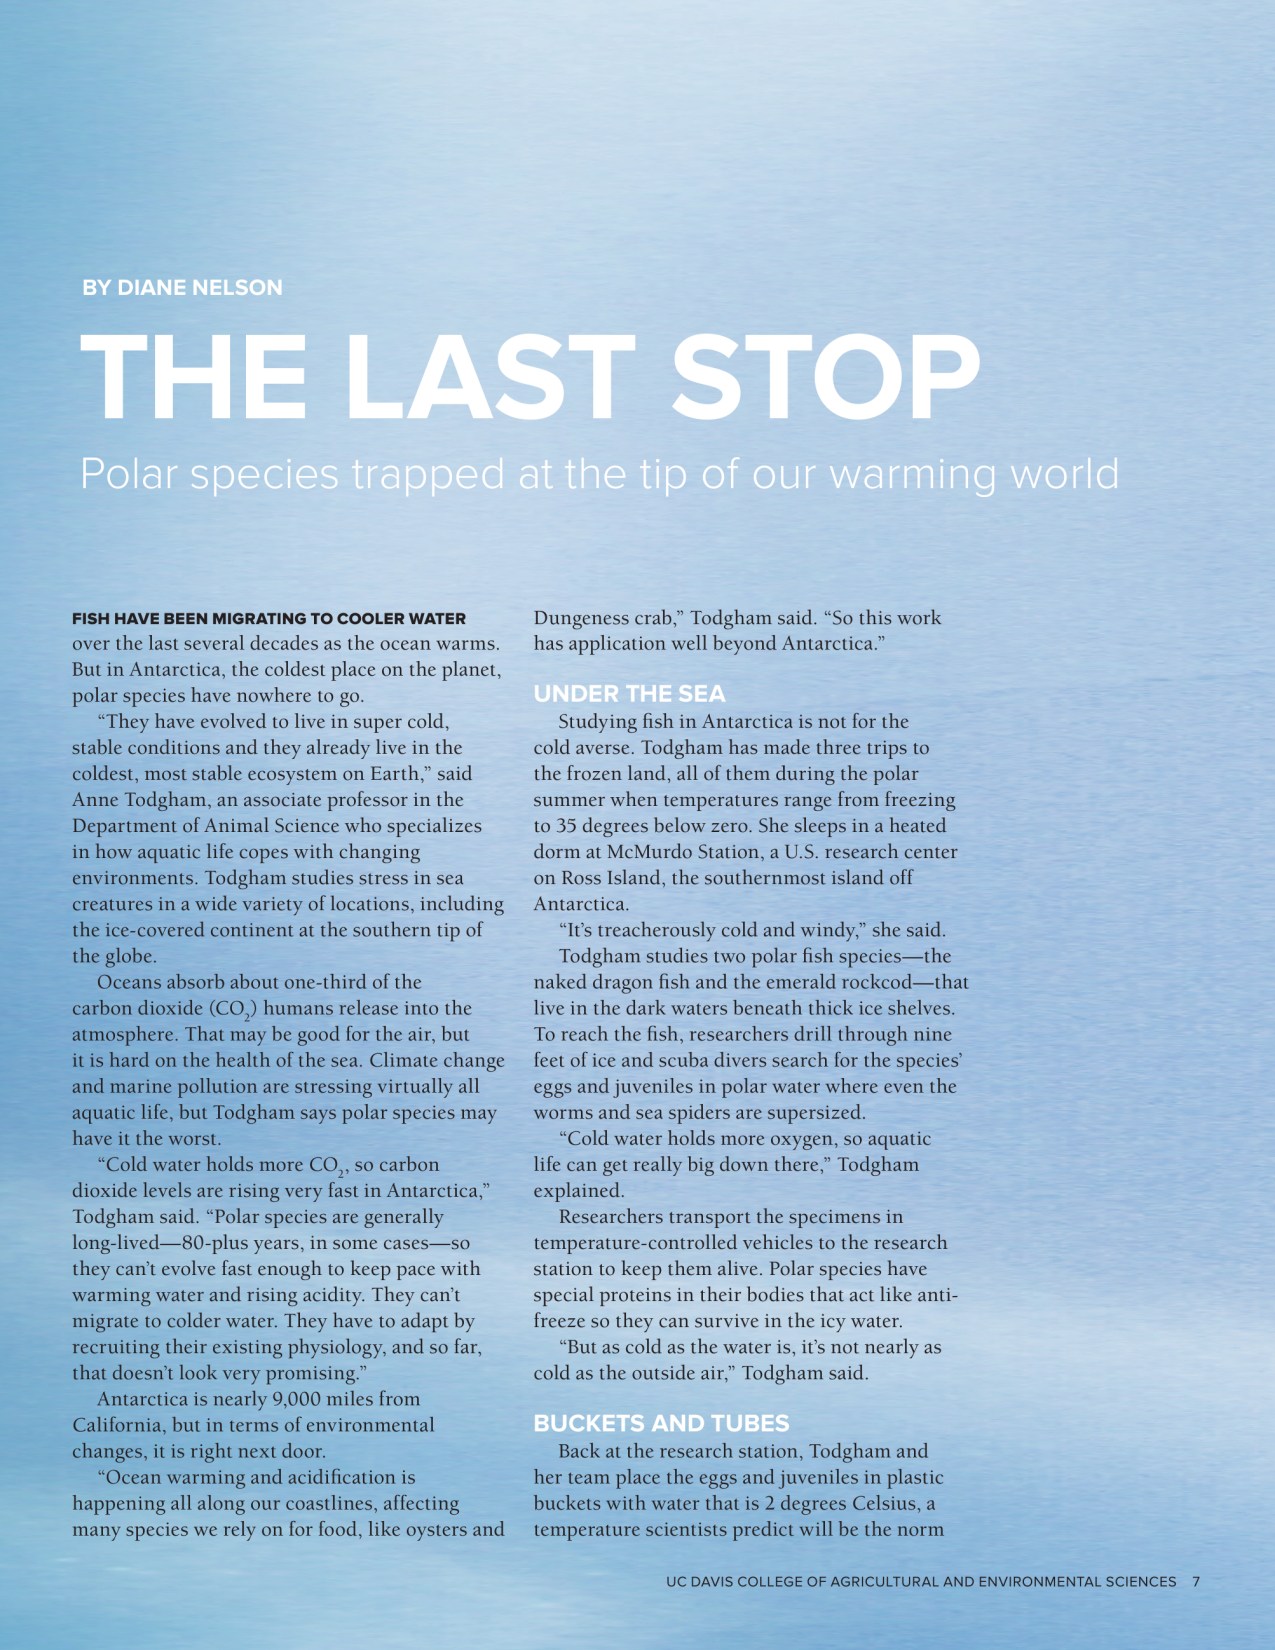 BY DIANE NELSON
THE LAST STOP
Polar species trapped at the tip of our warming world
FISH HAVE BEEN MIGRATING TO COOLER WATER
over the last several decades as the ocean warms.
But in Antarctica, the coldest place on the planet,
polar species have nowhere to go.
“They have evolved to live in super cold,
stable conditions and they already live in the
coldest, most stable ecosystem on Earth,” said
Anne Todgham, an associate professor in the
Department of Animal Science who specializes
in how aquatic life copes with changing
environments. Todgham studies stress in sea
creatures in a wide variety of locations, including
the ice-covered continent at the southern tip of
the globe.
Oceans absorb about one-third of the
carbon dioxide (CO₂) humans release into the
atmosphere. That may be good for the air, but
it is hard on the health of the sea. Climate change
and marine pollution are stressing virtually all
aquatic life, but Todgham says polar species may
have it the worst.
“Cold water holds more CO₂, so carbon
dioxide levels are rising very fast in Antarctica,”
Todgham said. “Polar species are generally
long-lived—80-plus years, in some cases—so
they can’t evolve fast enough to keep pace with
warming water and rising acidity. They can’t
migrate to colder water. They have to adapt by
recruiting their existing physiology, and so far,
that doesn’t look very promising.”
Antarctica is nearly 9,000 miles from
California, but in terms of environmental
changes, it is right next door.
“Ocean warming and acidification is
happening all along our coastlines, affecting
many species we rely on for food, like oysters and
Dungeness crab,” Todgham said. “So this work
has application well beyond Antarctica.”
UNDER THE SEA
Studying fish in Antarctica is not for the
cold averse. Todgham has made three trips to
the frozen land, all of them during the polar
summer when temperatures range from freezing
to 35 degrees below zero. She sleeps in a heated
dorm at McMurdo Station, a U.S. research center
on Ross Island, the southernmost island off
Antarctica.
“It’s treacherously cold and windy,” she said.
Todgham studies two polar fish species—the
naked dragon fish and the emerald rockcod—that
live in the dark waters beneath thick ice shelves.
To reach the fish, researchers drill through nine
feet of ice and scuba divers search for the species’
eggs and juveniles in polar water where even the
worms and sea spiders are supersized.
“Cold water holds more oxygen, so aquatic
life can get really big down there,” Todgham
explained.
Researchers transport the specimens in
temperature-controlled vehicles to the research
station to keep them alive. Polar species have
special proteins in their bodies that act like anti-
freeze so they can survive in the icy water.
“But as cold as the water is, it’s not nearly as
cold as the outside air,” Todgham said.
BUCKETS AND TUBES
Back at the research station, Todgham and
her team place the eggs and juveniles in plastic
buckets with water that is 2 degrees Celsius, a
temperature scientists predict will be the norm
UC DAVIS COLLEGE OF AGRICULTURAL AND ENVIRONMENTAL SCIENCES 7